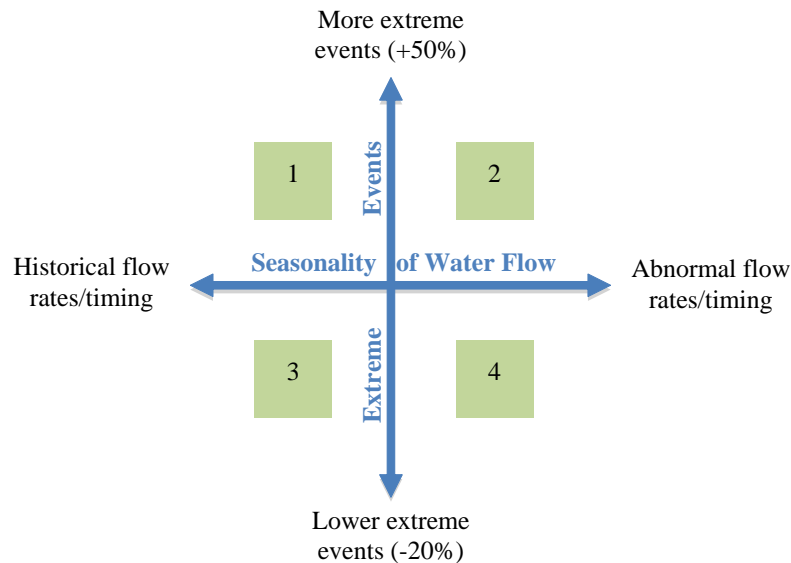 More extreme
events (+50%)
1
2
Events
Historical flow
rates/timing
Seasonality of Water Flow
Abnormal flow
rates/timing
3
4
Extreme
Lower extreme
events (-20%)